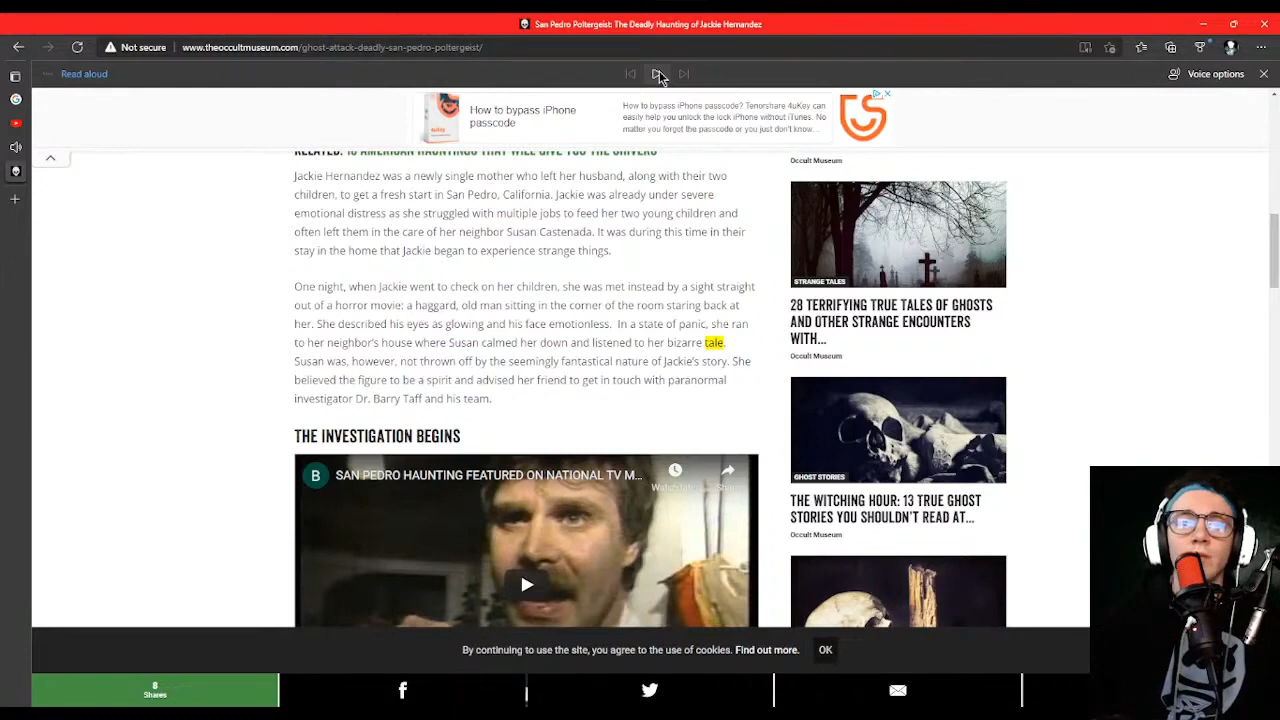 San Pedro Poltergeist: The Deadly Haunting of Jackie Hernandez
Not secure
www.theoccultmuseum.com/ghost-attack-deadly-san-pedro-poltergeist/
Read aloud
Voice options
How to bypass iPhone
passcode
How to bypass iPhone passcode? Tenorshare 4uKey can
easily help you unlock the lock iPhone without iTunes. No
matter you forgot the passcode or you just don't know...
RELATED: 10 AMERICAN HAUNTINGS THAT WILL GIVE YOU THE SHIVERS
Jackie Hernandez was a newly single mother who left her husband, along with their two
children, to get a fresh start in San Pedro, California. Jackie was already under severe
emotional distress as she struggled with multiple jobs to feed her two young children and
often left them in the care of her neighbor Susan Castenada. It was during this time in their
stay in the home that Jackie began to experience strange things.
One night, when Jackie went to check on her children, she was met instead by a sight straight
out of a horror movie; a haggard, old man sitting in the corner of the room staring back at
her. She described his eyes as glowing and his face emotionless. In a state of panic, she ran
to her neighbor's house where Susan calmed her down and listened to her bizarre tale.
Susan was, however, not thrown off by the seemingly fantastical nature of Jackie's story. She
believed the figure to be a spirit and advised her friend to get in touch with paranormal
investigator Dr. Barry Taff and his team.
THE INVESTIGATION BEGINS
B
SAN PEDRO HAUNTING FEATURED ON NATIONAL TV M...
Watch later
Share
Occult Museum
STRANGE TALES
28 TERRIFYING TRUE TALES OF GHOSTS
AND OTHER STRANGE ENCOUNTERS
WITH...
Occult Museum
GHOST STORIES
THE WITCHING HOUR: 13 TRUE GHOST
STORIES YOU SHOULDN'T READ AT...
Occult Museum
By continuing to use the site, you agree to the use of cookies. Find out more.
OK
8
Shares